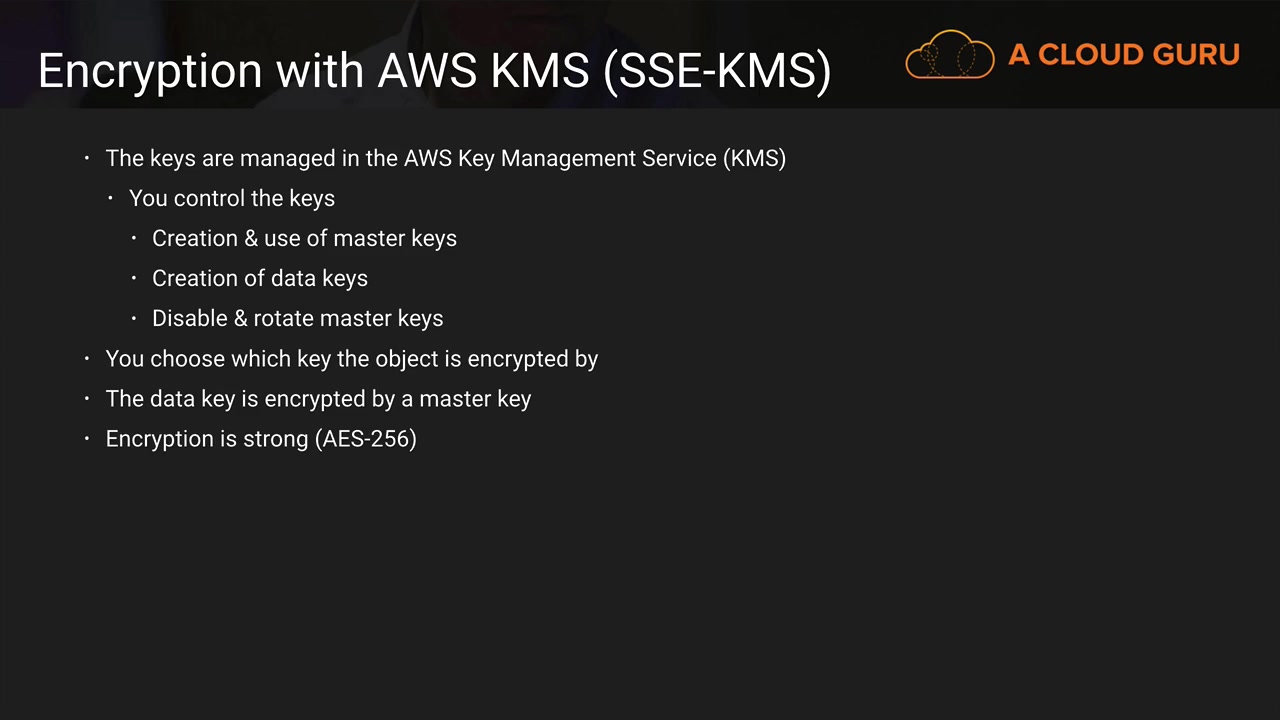 Encryption with AWS KMS (SSE-KMS)
A CLOUD GURU
· The keys are managed in the AWS Key Management Service (KMS)
· You control the keys
· Creation & use of master keys
· Creation of data keys
· Disable & rotate master keys
· You choose which key the object is encrypted by
· The data key is encrypted by a master key
· Encryption is strong (AES-256)